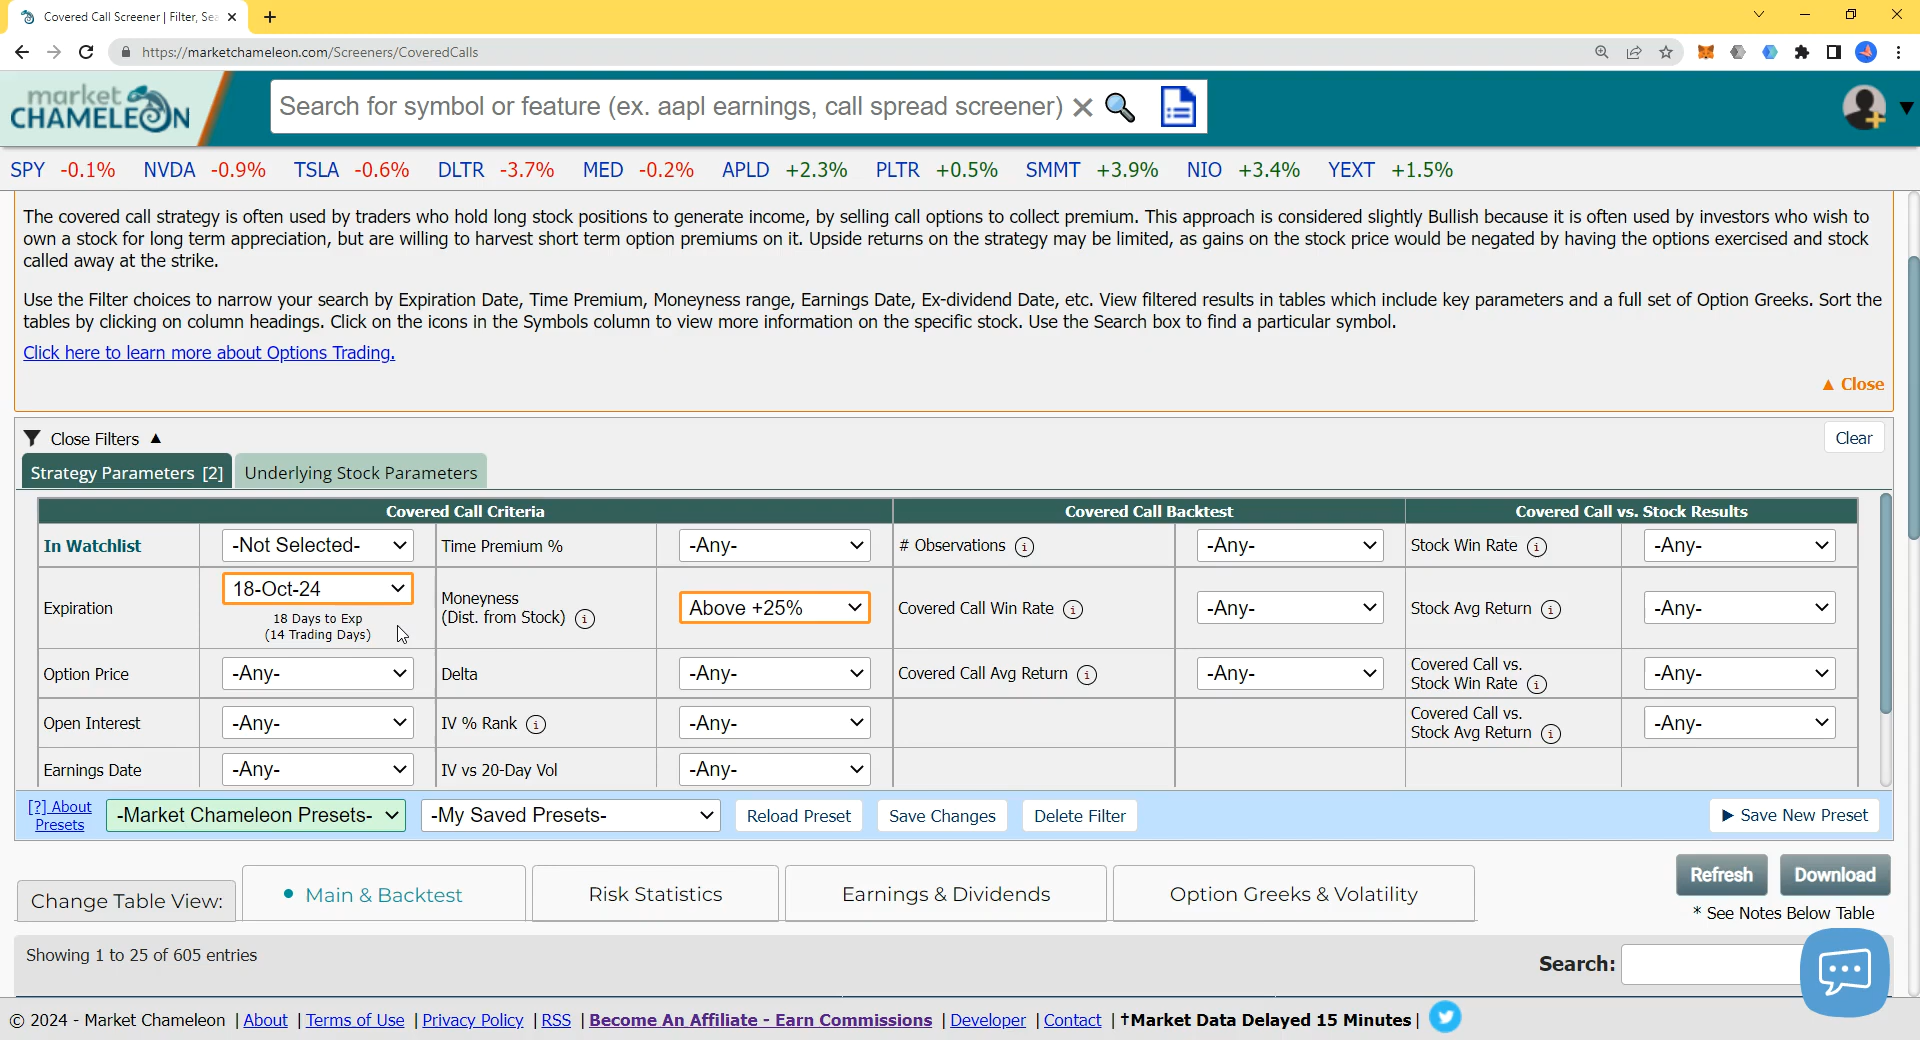 Covered Call Screener | Filter, Sea
https://marketchameleon.com/Screeners/CoveredCalls
market
CHAMELEON
Search for symbol or feature (ex. aapl earnings, call spread screener)
SPY -0.1% NVDA -0.9% TSLA -0.6% DLTR -3.7% MED -0.2% APLD +2.3% PLTR +0.5% SMMT +3.9% NIO +3.4% YEXT +1.5%
The covered call strategy is often used by traders who hold long stock positions to generate income, by selling call options to collect premium. This approach is considered slightly Bullish because it is often used by investors who wish to
own a stock for long term appreciation, but are willing to harvest short term option premiums on it. Upside returns on the strategy may be limited, as gains on the stock price would be negated by having the options exercised and stock
called away at the strike.
Use the Filter choices to narrow your search by Expiration Date, Time Premium, Moneyness range, Earnings Date, Ex-dividend Date, etc. View filtered results in tables which include key parameters and a full set of Option Greeks. Sort the
tables by clicking on column headings. Click on the icons in the Symbols column to view more information on the specific stock. Use the Search box to find a particular symbol.
Click here to learn more about Options Trading.
▲ Close
Close Filters ▲
Clear
Strategy Parameters [2] Underlying Stock Parameters
Covered Call Criteria Covered Call Backtest Covered Call vs. Stock Results
In Watchlist -Not Selected- Time Premium % -Any- # Observations -Any- Stock Win Rate -Any-
Expiration 18-Oct-24
18 Days to Exp
(14 Trading Days)
Moneyness
(Dist. from Stock) Above +25% Covered Call Win Rate -Any- Stock Avg Return -Any-
Option Price -Any- Delta -Any- Covered Call Avg Return -Any- Covered Call vs.
Stock Win Rate -Any-
Open Interest -Any- IV % Rank -Any- Covered Call vs.
Stock Avg Return -Any-
Earnings Date -Any- IV vs 20-Day Vol -Any-
[?] About
Presets
-Market Chameleon Presets- -My Saved Presets- Reload Preset Save Changes Delete Filter ▶ Save New Preset
Change Table View: Main & Backtest Risk Statistics Earnings & Dividends Option Greeks & Volatility
Refresh Download
* See Notes Below Table
Showing 1 to 25 of 605 entries
Search:
© 2024 - Market Chameleon | About | Terms of Use | Privacy Policy | RSS | Become An Affiliate - Earn Commissions | Developer | Contact | †Market Data Delayed 15 Minutes |